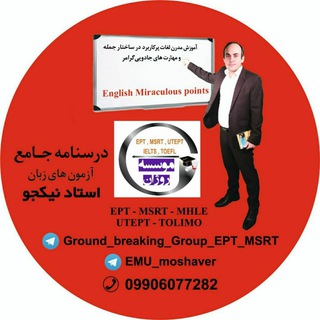 آموزش مدرن لغات پرکاربرد در ساختار جمله
و مهارت های جادویی گرامر
English Miraculous points
درسنامه جامع
آزمون های زبان
استاد نیکجو
EPT , MSRT , UTEPT
IELTS , TOEFL
موسسه
EPT - MSRT - MHLE
UTEPT - TOLIMO
Ground_breaking_Group_EPT_MSRT
EMU_moshaver
09906077282